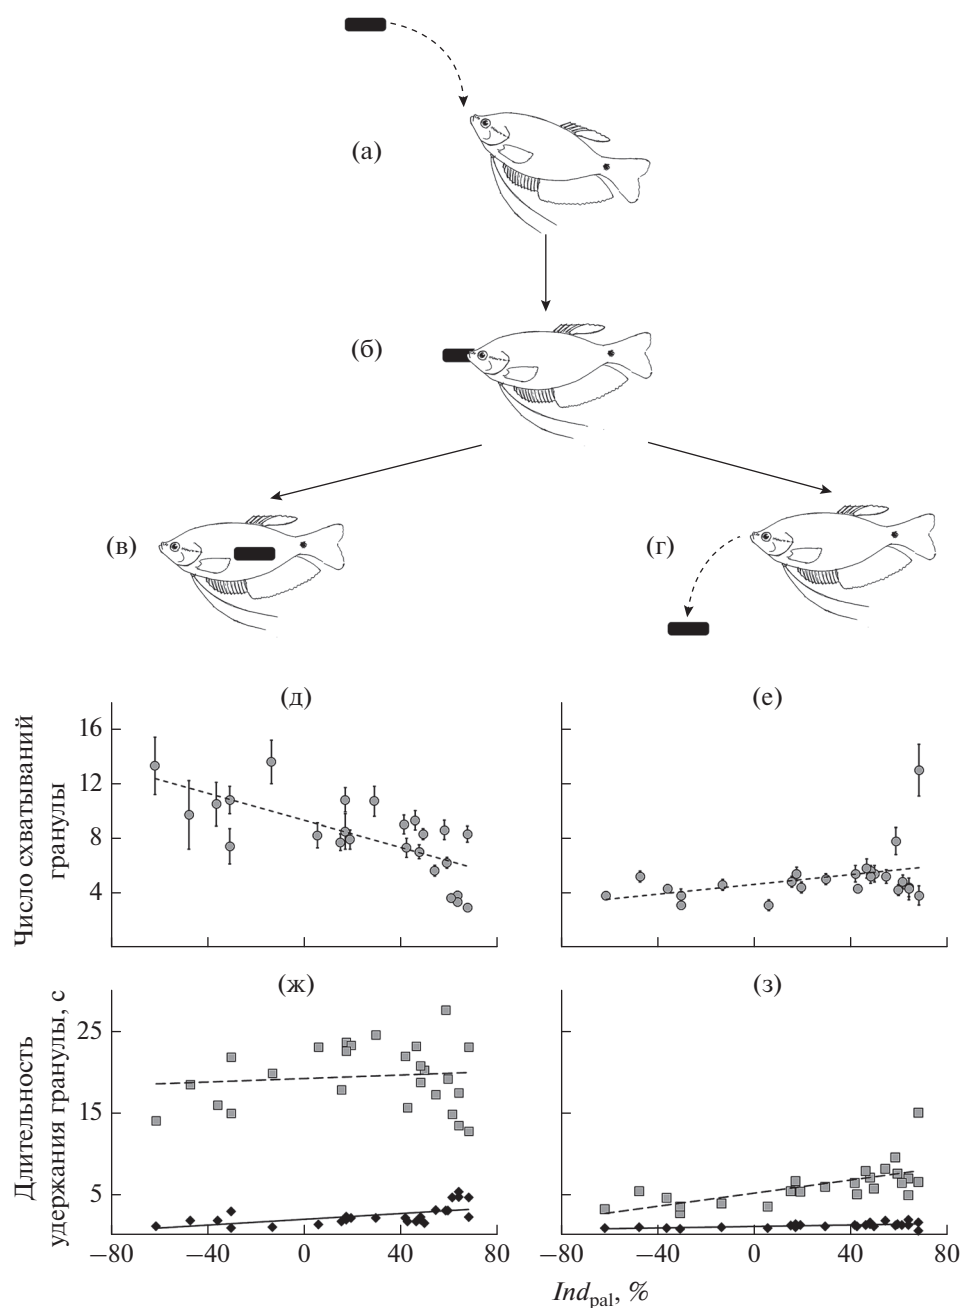 (а)
(б)
(в)
(г)
(д)
(е)
Число схватываний
гранулы
16
12
8
4
(ж)
(з)
Длительность
удержания гранулы, с
25
15
5
−80
−40
0
40
80
−40
0
40
80
Ind_pal, %